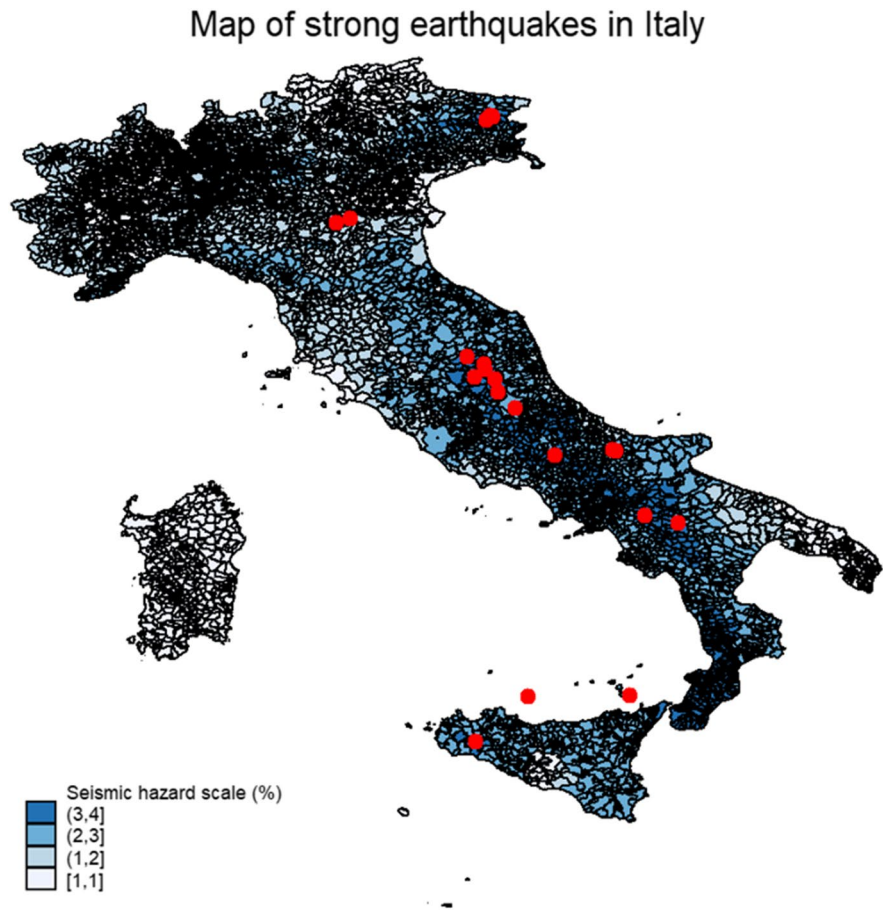 Map of strong earthquakes in Italy
Seismic hazard scale (%)
(3,4]
(2,3]
(1,2]
[1,1]